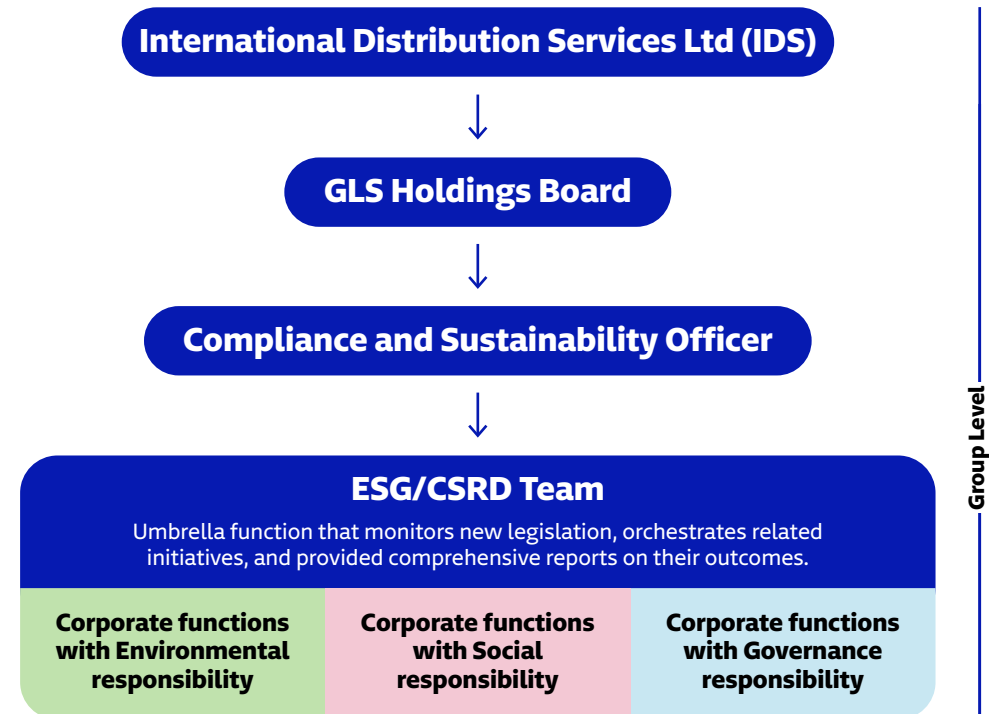 International Distribution Services Ltd (IDS)
GLS Holdings Board
Compliance and Sustainability Officer
ESG/CSRD Team
Umbrella function that monitors new legislation, orchestrates related
initiatives, and provided comprehensive reports on their outcomes.
Corporate functions
with Environmental
responsibility
Corporate functions
with Social
responsibility
Corporate functions
with Governance
responsibility
Group Level